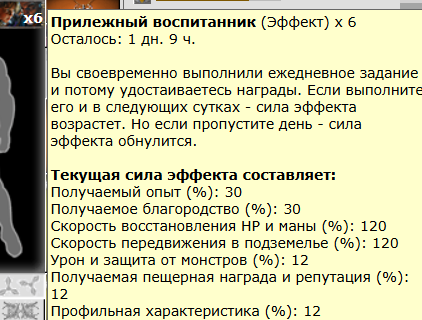 x6
Прилежный воспитанник (Эффект) x 6
Осталось: 1 дн. 9 ч.
Вы своевременно выполнили ежедневное задание
и потому удостаиваетесь награды. Если выполните
его и в следующих сутках - сила эффекта
возрастет. Но если пропустите день - сила
эффекта обнулится.
Текущая сила эффекта составляет:
Получаемый опыт (%): 30
Получаемое благородство (%): 30
Скорость восстановления HP и маны (%): 120
Скорость передвижения в подземелье (%): 120
Урон и защита от монстров (%): 12
Получаемая пещерная награда и репутация (%):
12
Профильная характеристика (%): 12